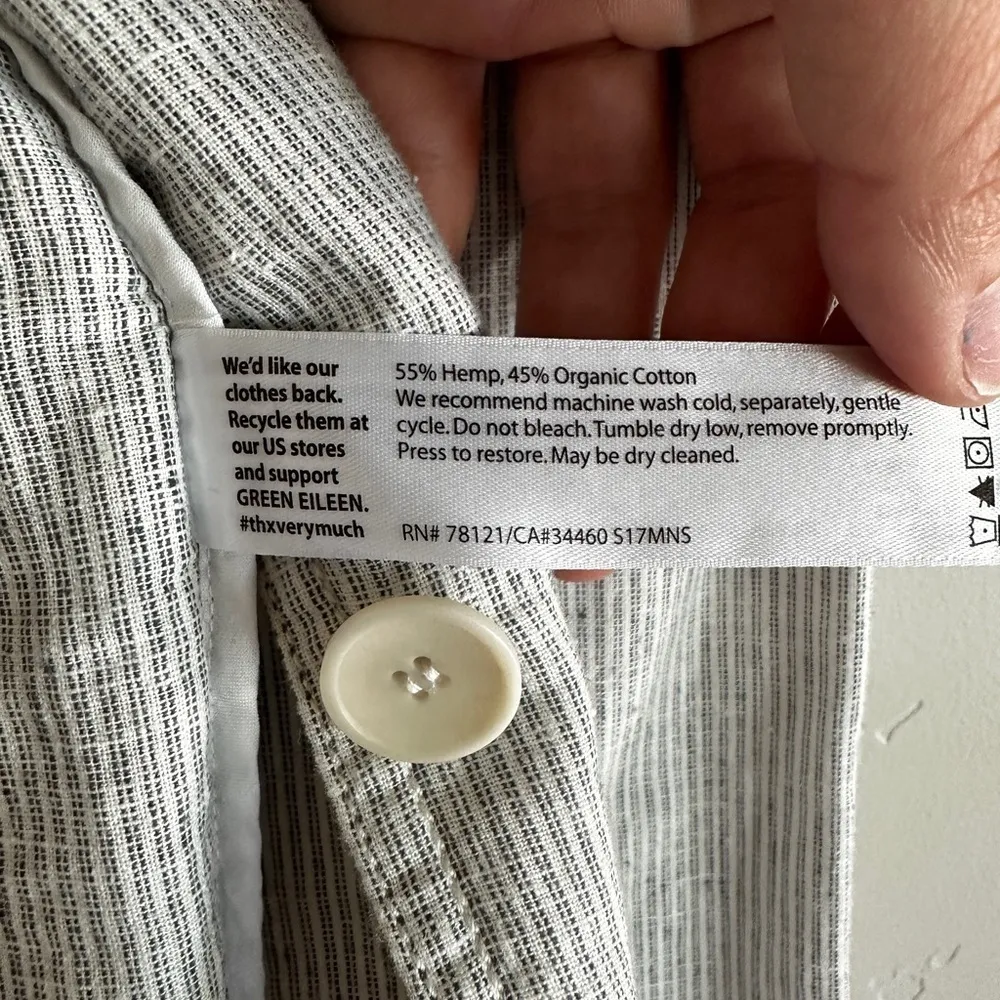 We'd like our
clothes back.
Recycle them at
our US stores
and support
GREEN EILEEN.
#thxverymuch
55% Hemp, 45% Organic Cotton
We recommend machine wash cold, separately, gentle
cycle. Do not bleach. Tumble dry low, remove promptly.
Press to restore. May be dry cleaned.
RN# 78121/CA#34460 S17MNS